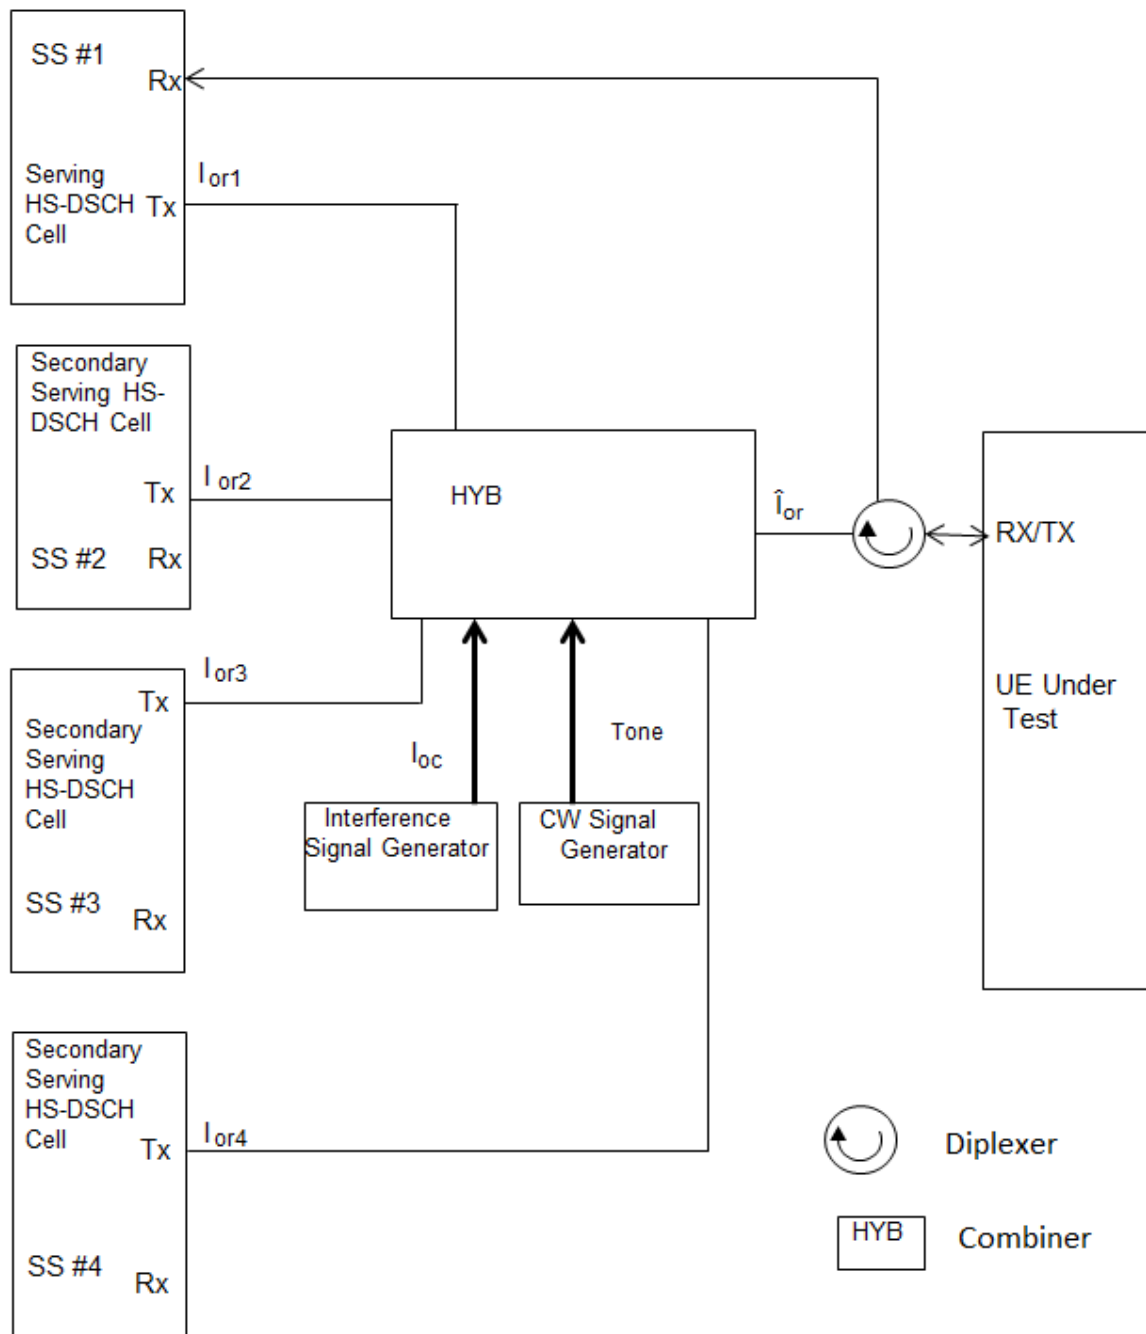 SS #1
Rx
Serving
HS-DSCH
Cell
Tx
I or1
Secondary
Serving HS-
DSCH Cell
Tx
I or2
SS #2
Rx
HYB
Îor
RX/TX
UE Under
Test
I or3
Tx
Secondary
Serving
HS-DSCH
Cell
SS #3
Rx
Ioc
Tone
Interference
Signal Generator
CW Signal
Generator
Secondary
Serving
HS-DSCH
Cell
Tx
I or4
SS #4
Rx
Diplexer
HYB
Combiner